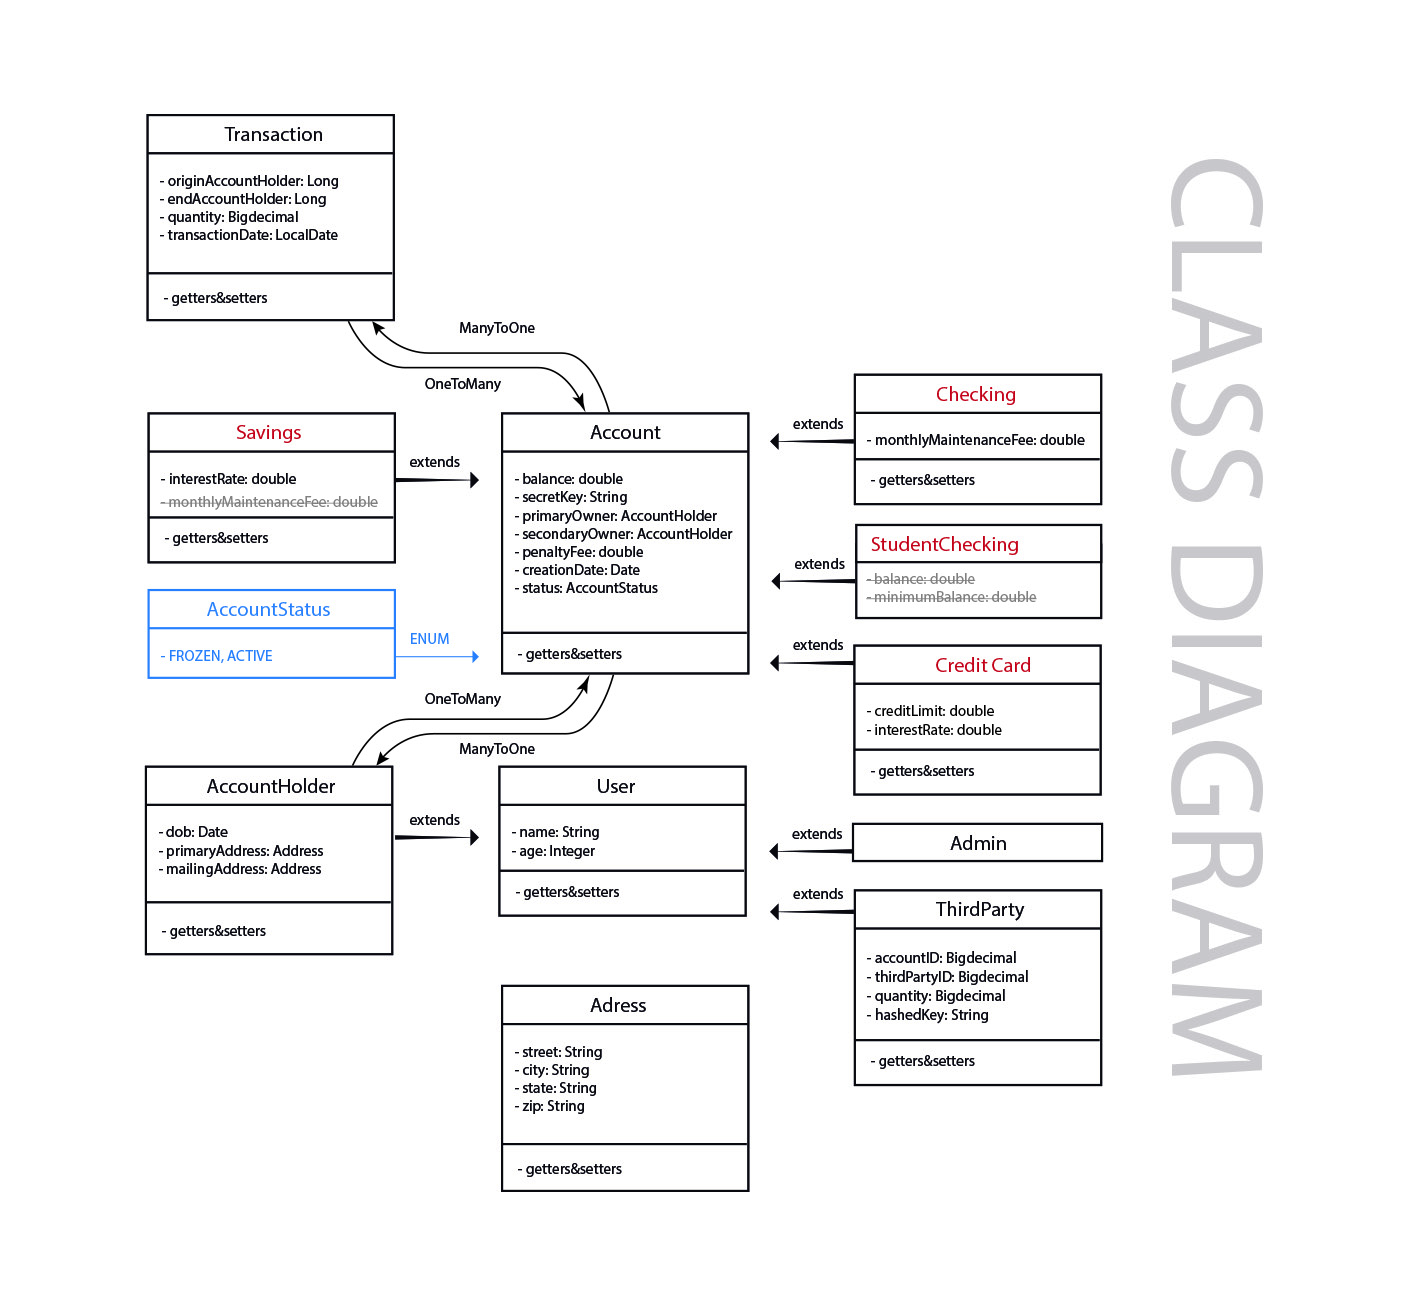 Transaction
- originAccountHolder: Long
- endAccountHolder: Long
- quantity: Bigdecimal
- transactionDate: LocalDate
- getters&setters
ManyToOne
OneToMany
Savings
- interestRate: double
- monthlyMaintenanceFee: double
- getters&setters
extends
Account
- balance: double
- secretKey: String
- primaryOwner: AccountHolder
- secondaryOwner: AccountHolder
- penaltyFee: double
- creationDate: Date
- status: AccountStatus
- getters&setters
extends
Checking
- monthlyMaintenanceFee: double
- getters&setters
extends
StudentChecking
- balance: double
- minimumBalance: double
AccountStatus
- FROZEN, ACTIVE
ENUM
extends
Credit Card
- creditLimit: double
- interestRate: double
- getters&setters
OneToMany
ManyToOne
AccountHolder
- dob: Date
- primaryAddress: Address
- mailingAddress: Address
- getters&setters
extends
User
- name: String
- age: Integer
- getters&setters
extends
Admin
extends
ThirdParty
- accountID: Bigdecimal
- thirdPartyID: Bigdecimal
- quantity: Bigdecimal
- hashedKey: String
- getters&setters
Adress
- street: String
- city: String
- state: String
- zip: String
- getters&setters
CLASS DIAGRAM